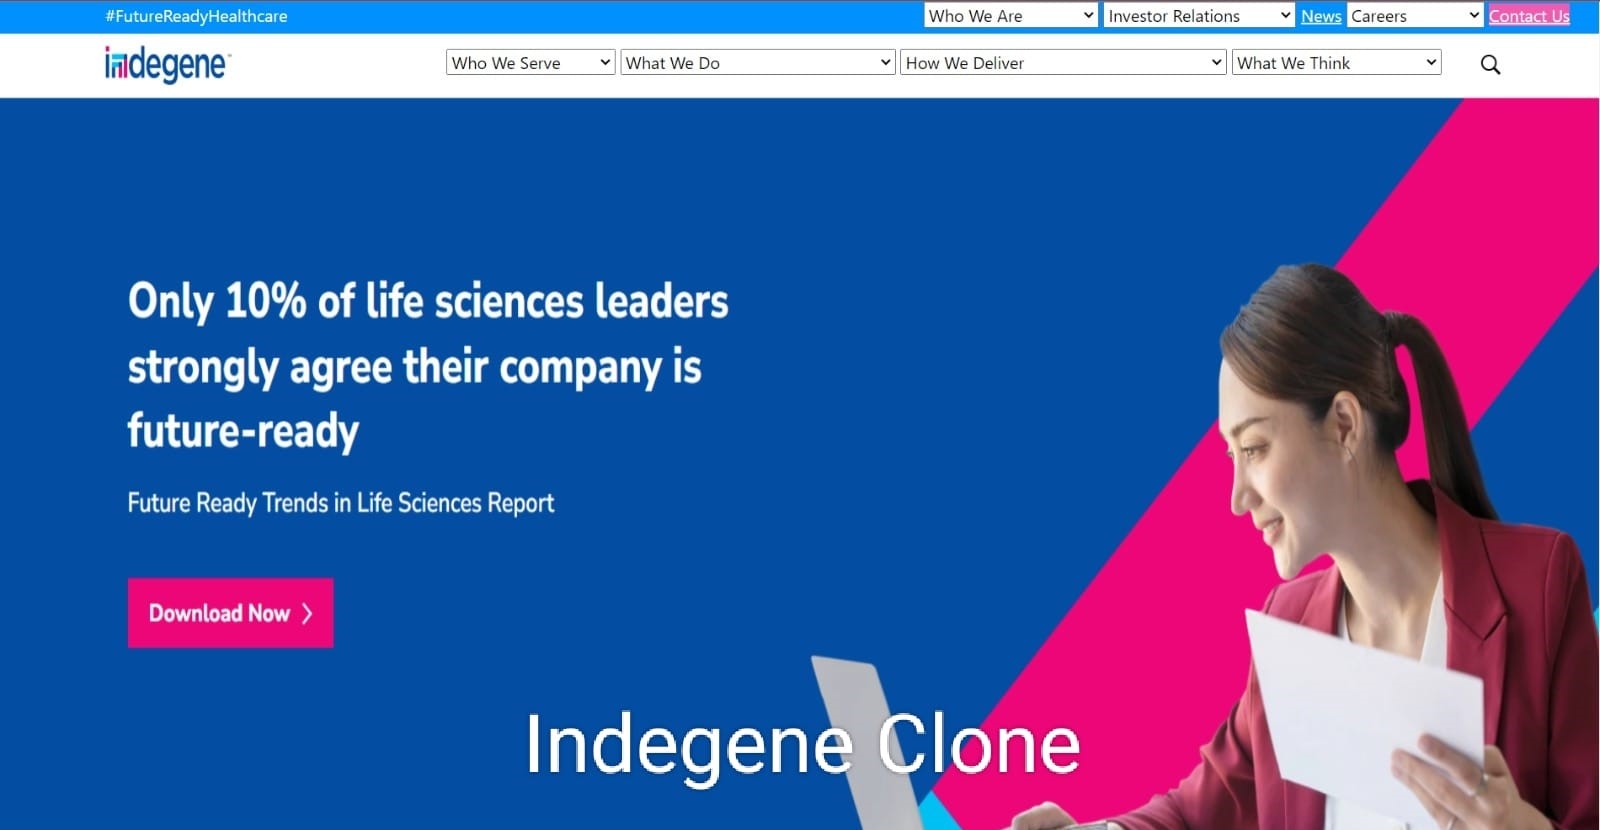 #FutureReadyHealthcare Who We Are Investor Relations News Careers Contact Us
indegene™ Who We Serve What We Do How We Deliver What We Think
Only 10% of life sciences leaders
strongly agree their company is
future-ready
Future Ready Trends in Life Sciences Report
Download Now
Indegene Clone